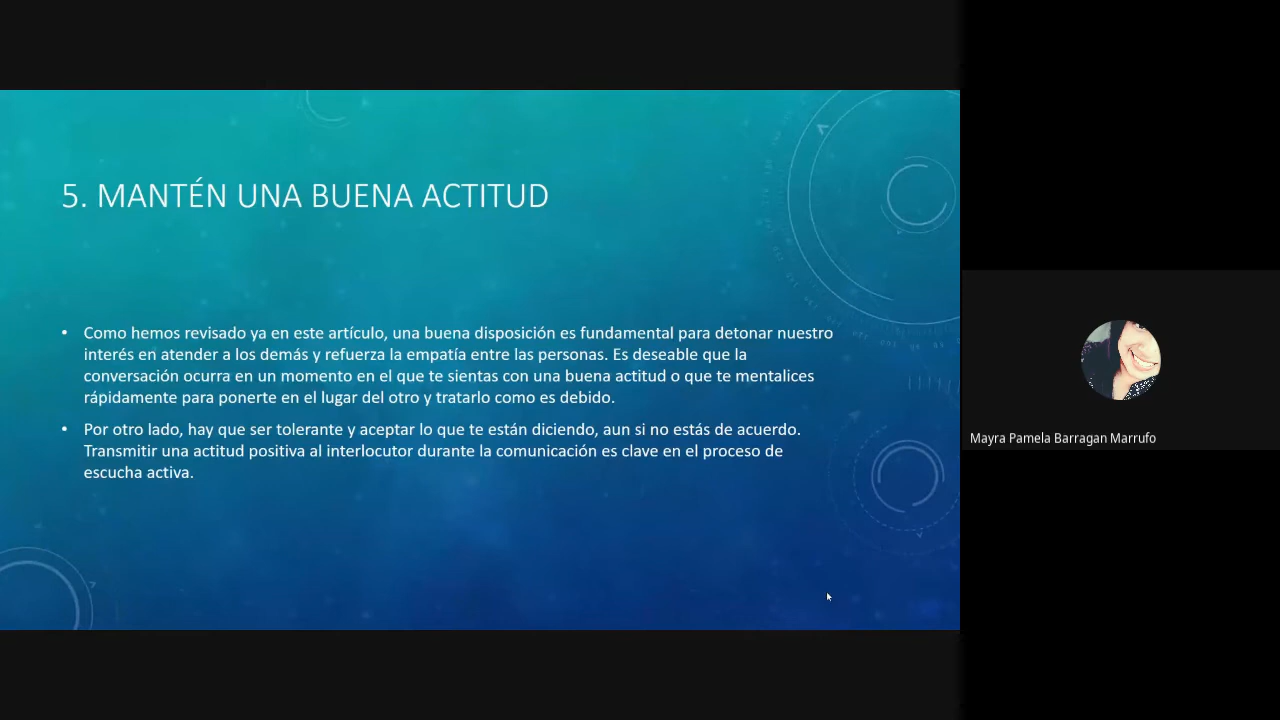 5. MANTÉN UNA BUENA ACTITUD
• Como hemos revisado ya en este artículo, una buena disposición es fundamental para detonar nuestro
interés en atender a los demás y refuerza la empatía entre las personas. Es deseable que la
conversación ocurra en un momento en el que te sientas con una buena actitud o que te mentalices
rápidamente para ponerte en el lugar del otro y tratarlo como es debido.
• Por otro lado, hay que ser tolerante y aceptar lo que te están diciendo, aun si no estás de acuerdo.
Transmitir una actitud positiva al interlocutor durante la comunicación es clave en el proceso de
escucha activa.
Mayra Pamela Barragan Marrufo